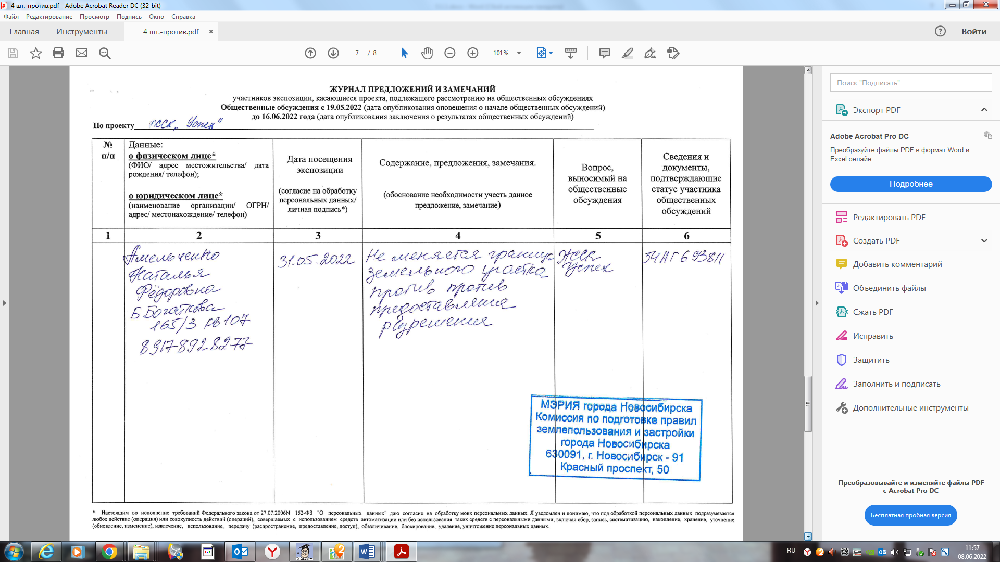 4 шт.-против.pdf - Adobe Acrobat Reader DC (32-bit)
Файл Редактирование Просмотр Подпись Окно Справка
Главная Инструменты 4 шт.-против.pdf × Войти
7 / 8 101%
ЖУРНАЛ ПРЕДЛОЖЕНИЙ И ЗАМЕЧАНИЙ
участников экспозиции, касающиеся проекта, подлежащего рассмотрению на общественных обсуждениях
Общественные обсуждения с 19.05.2022 (дата опубликования оповещения о начале общественных обсуждений)
до 16.06.2022 года (дата опубликования заключения о результатах общественных обсуждений)
По проекту ЖССК „Успех"
№
п/п
Данные:
о физическом лице*
(ФИО/ адрес местожительства/ дата
рождения/ телефон);
о юридическом лице*
(наименование организации/ ОГРН/
адрес/ местонахождение/ телефон)
Дата посещения
экспозиции
(согласие на обработку
персональных данных/
личная подпись*)
Содержание, предложения, замечания.
(обоснование необходимости учесть данное
предложение, замечание)
Вопрос,
выносимый на
общественные
обсуждения
Сведения и
документы,
подтверждающие
статус участника
общественных
обсуждений
1 2 3 4 5 6
Амельченко
Наталья
Фёдоровна
Б Богаткова
165/3 кв 107
89178928277
31.05.2022
Не меняется граница
земельного участка
против против
предоставления
разрешения
ЖССК
Успех
54АГ693811
МЭРИЯ города Новосибирска
Комиссия по подготовке правил
землепользования и застройки
города Новосибирска
630091, г. Новосибирск - 91
Красный проспект, 50
* Настоящим во исполнение требований Федерального закона от 27.07.2006N 152-ФЗ "О персональных данных" даю согласие на обработку моих персональных данных. Я уведомлен и понимаю, что под обработкой персональных данных подразумевается
любое действие (операция) или совокупность действий (операций), совершаемых с использованием средств автоматизации или без использования таких средств с персональными данными, включая сбор, запись, систематизацию, накопление, хранение, уточнение
(обновление, изменение), извлечение, использование, передачу (распространение, предоставление, доступ), обезличивание, блокирование, удаление, уничтожение персональных данных.
Поиск "Подписать"
Экспорт PDF
Adobe Acrobat Pro DC
Преобразуйте файлы PDF в формат Word и
Excel онлайн
Подробнее
Редактировать PDF
Создать PDF
Добавить комментарий
Объединить файлы
Сжать PDF
Исправить
Защитить
Заполнить и подписать
Дополнительные инструменты
Преобразовывайте и изменяйте файлы PDF
с Acrobat Pro DC
Бесплатная пробная версия
RU
11:57
08.06.2022